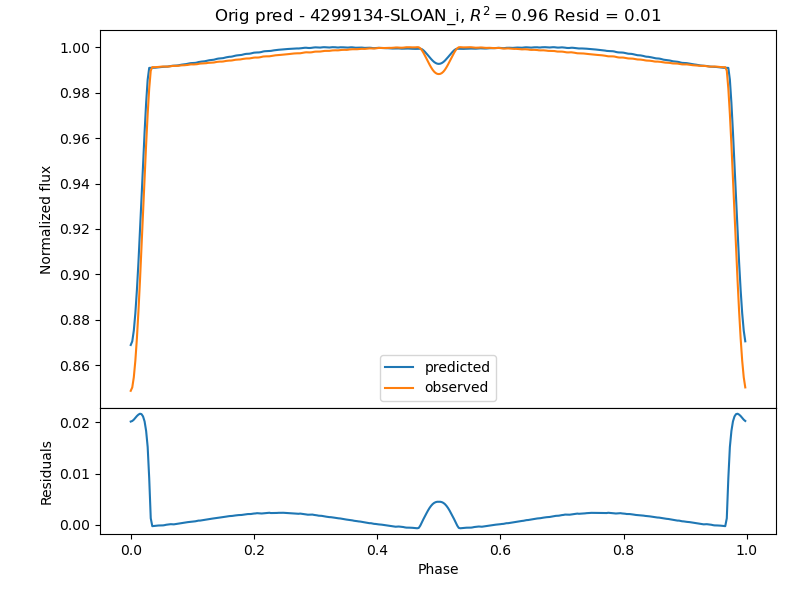 Orig pred - 4299134-SLOAN_i, R² = 0.96 Resid = 0.01
1.00
0.98
0.96
0.94
0.92
0.90
0.88
0.86
Normalized flux
predicted
observed
0.02
0.01
0.00
Residuals
0.0
0.2
0.4
0.6
0.8
1.0
Phase